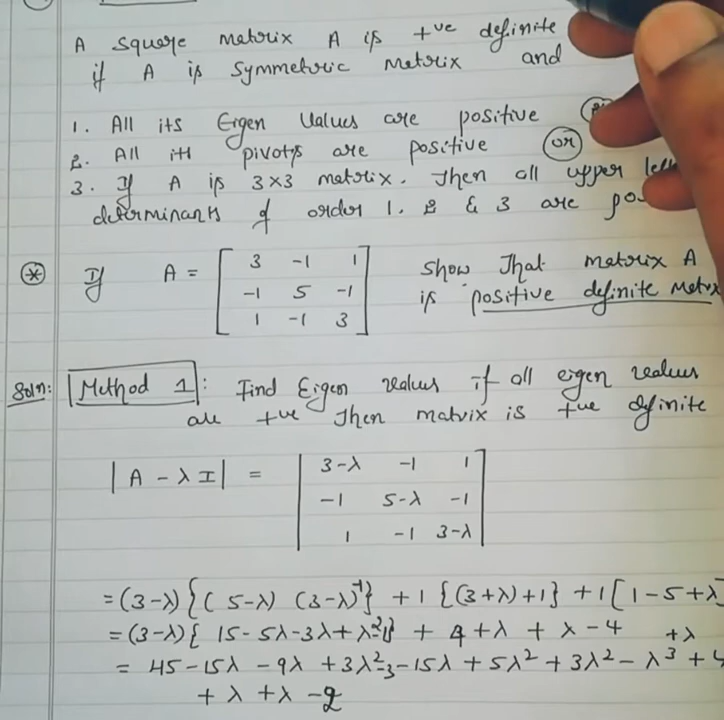 A square matrix A is +ve definite
if A is symmetric matrix and
1. All its Eigen values are positive
2. All its pivots are positive or
3. If A is 3×3 matrix. Then all upper
determinants of order 1. 2 & 3 are
* If A = [ 3 -1 1 show That matrix A
-1 5 -1 is positive definite
1 -1 3 ]
Soln: Method 1 : Find Eigen values if all eigen values
are +ve Then matrix is +ve definite
|A - λI| = | 3-λ -1 1
-1 5-λ -1
1 -1 3-λ |
= (3-λ){(5-λ) (3-λ)-1} + 1{(3+λ)+1} + 1[1-5+λ]
= (3-λ){15-5λ-3λ+λ²-1} + 4+λ + λ-4 +λ
= 45-15λ-9λ+3λ²-3-15λ+5λ²+3λ²-λ³+4
+λ+λ-2